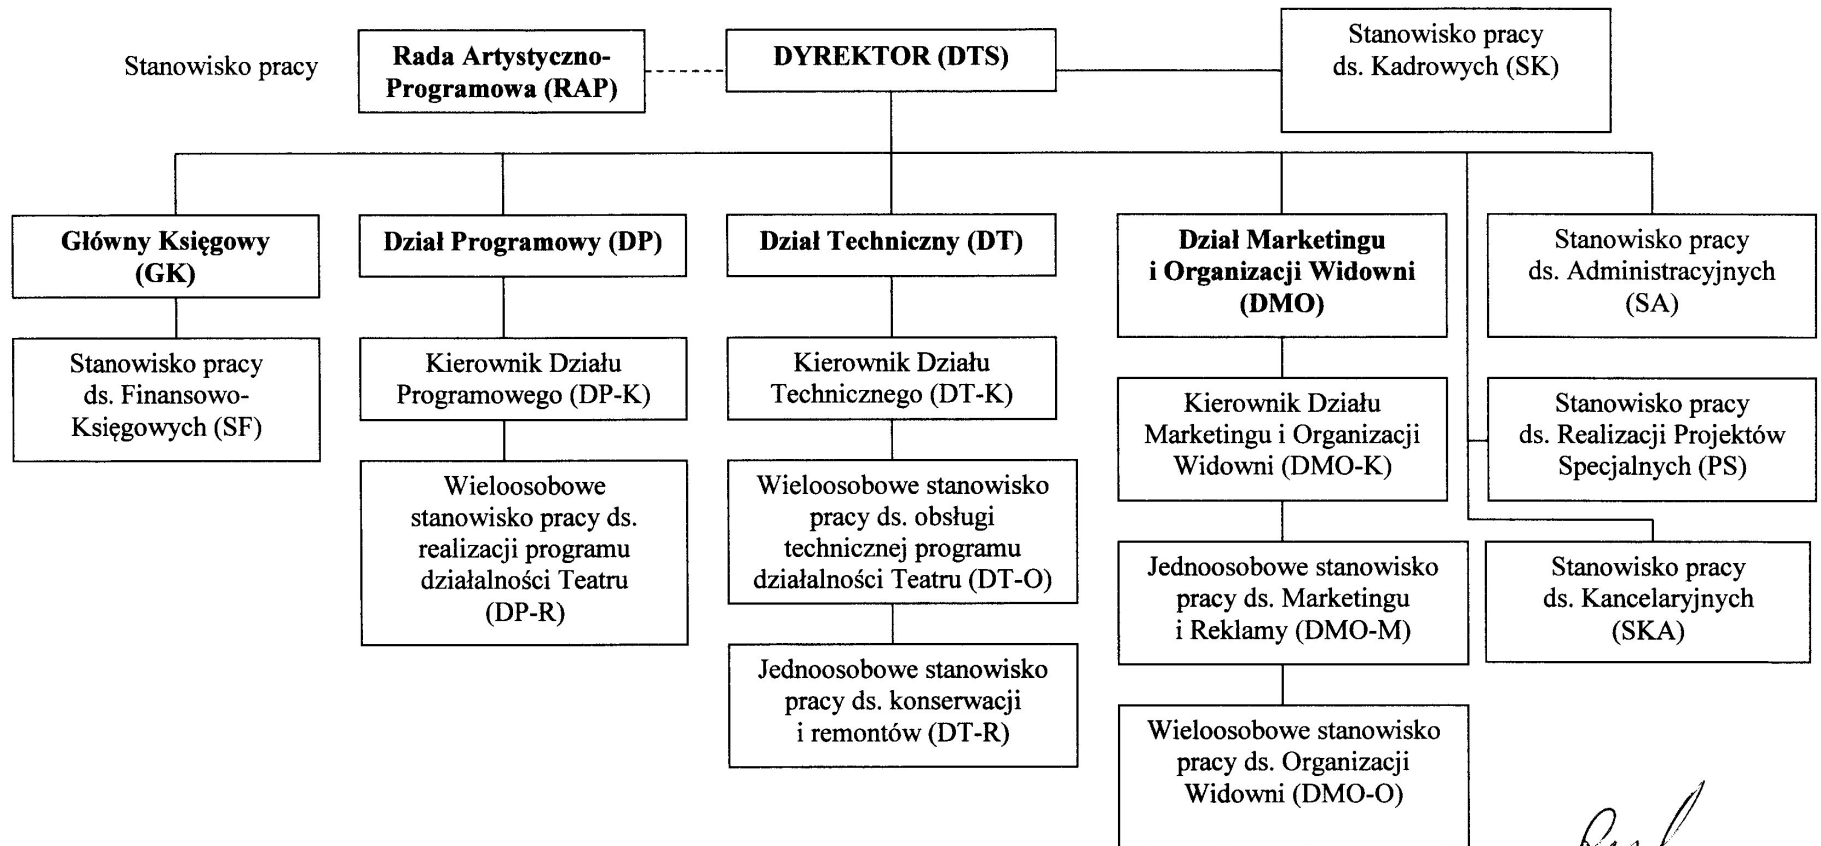 Stanowisko pracy
Rada Artystyczno-
Programowa (RAP)
DYREKTOR (DTS)
Stanowisko pracy
ds. Kadrowych (SK)
Główny Księgowy
(GK)
Dział Programowy (DP)
Dział Techniczny (DT)
Dział Marketingu
i Organizacji Widowni
(DMO)
Stanowisko pracy
ds. Administracyjnych
(SA)
Stanowisko pracy
ds. Finansowo-
Księgowych (SF)
Kierownik Działu
Programowego (DP-K)
Kierownik Działu
Technicznego (DT-K)
Kierownik Działu
Marketingu i Organizacji
Widowni (DMO-K)
Stanowisko pracy
ds. Realizacji Projektów
Specjalnych (PS)
Wieloosobowe
stanowisko pracy ds.
realizacji programu
działalności Teatru
(DP-R)
Wieloosobowe stanowisko
pracy ds. obsługi
technicznej programu
działalności Teatru (DT-O)
Jednoosobowe stanowisko
pracy ds. Marketingu
i Reklamy (DMO-M)
Stanowisko pracy
ds. Kancelaryjnych
(SKA)
Jednoosobowe stanowisko
pracy ds. konserwacji
i remontów (DT-R)
Wieloosobowe stanowisko
pracy ds. Organizacji
Widowni (DMO-O)